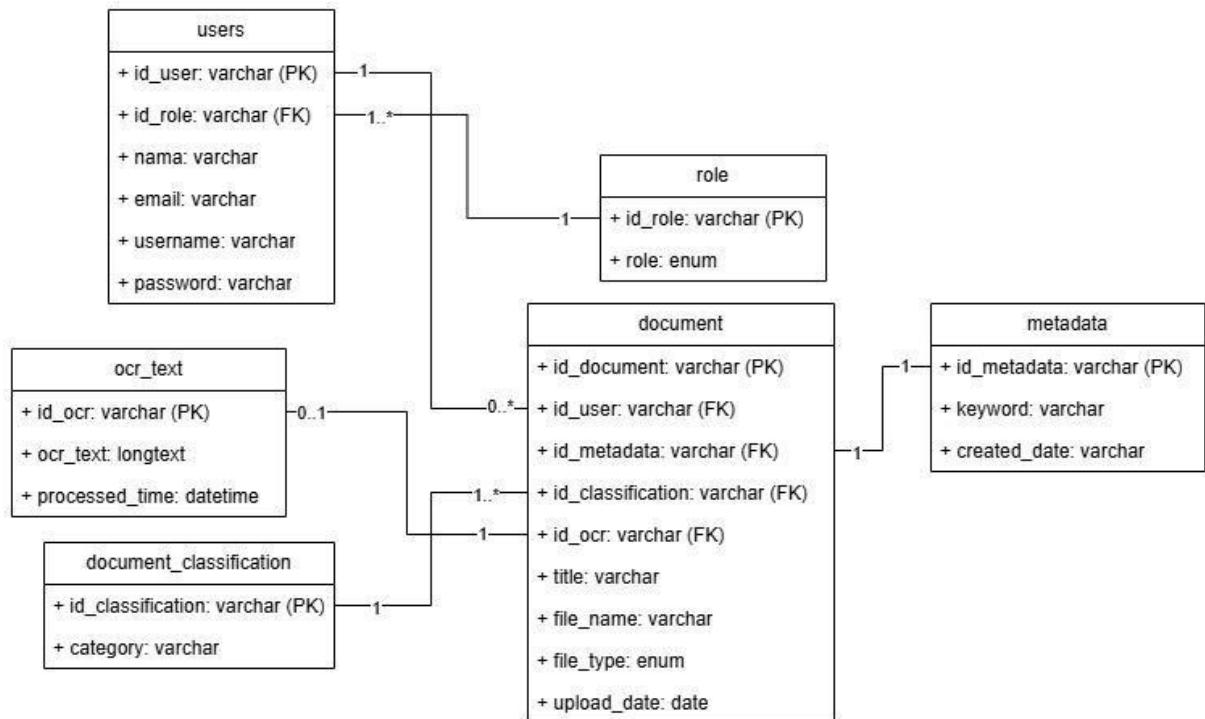 users
+ id_user: varchar (PK)
+ id_role: varchar (FK)
+ nama: varchar
+ email: varchar
+ username: varchar
+ password: varchar
1
1..*
role
+ id_role: varchar (PK)
+ role: enum
1
ocr_text
+ id_ocr: varchar (PK)
+ ocr_text: longtext
+ processed_time: datetime
0..1
document_classification
+ id_classification: varchar (PK)
+ category: varchar
1
document
+ id_document: varchar (PK)
+ id_user: varchar (FK)
+ id_metadata: varchar (FK)
+ id_classification: varchar (FK)
+ id_ocr: varchar (FK)
+ title: varchar
+ file_name: varchar
+ file_type: enum
+ upload_date: date
0..*
1..*
1
1
metadata
+ id_metadata: varchar (PK)
+ keyword: varchar
+ created_date: varchar
1